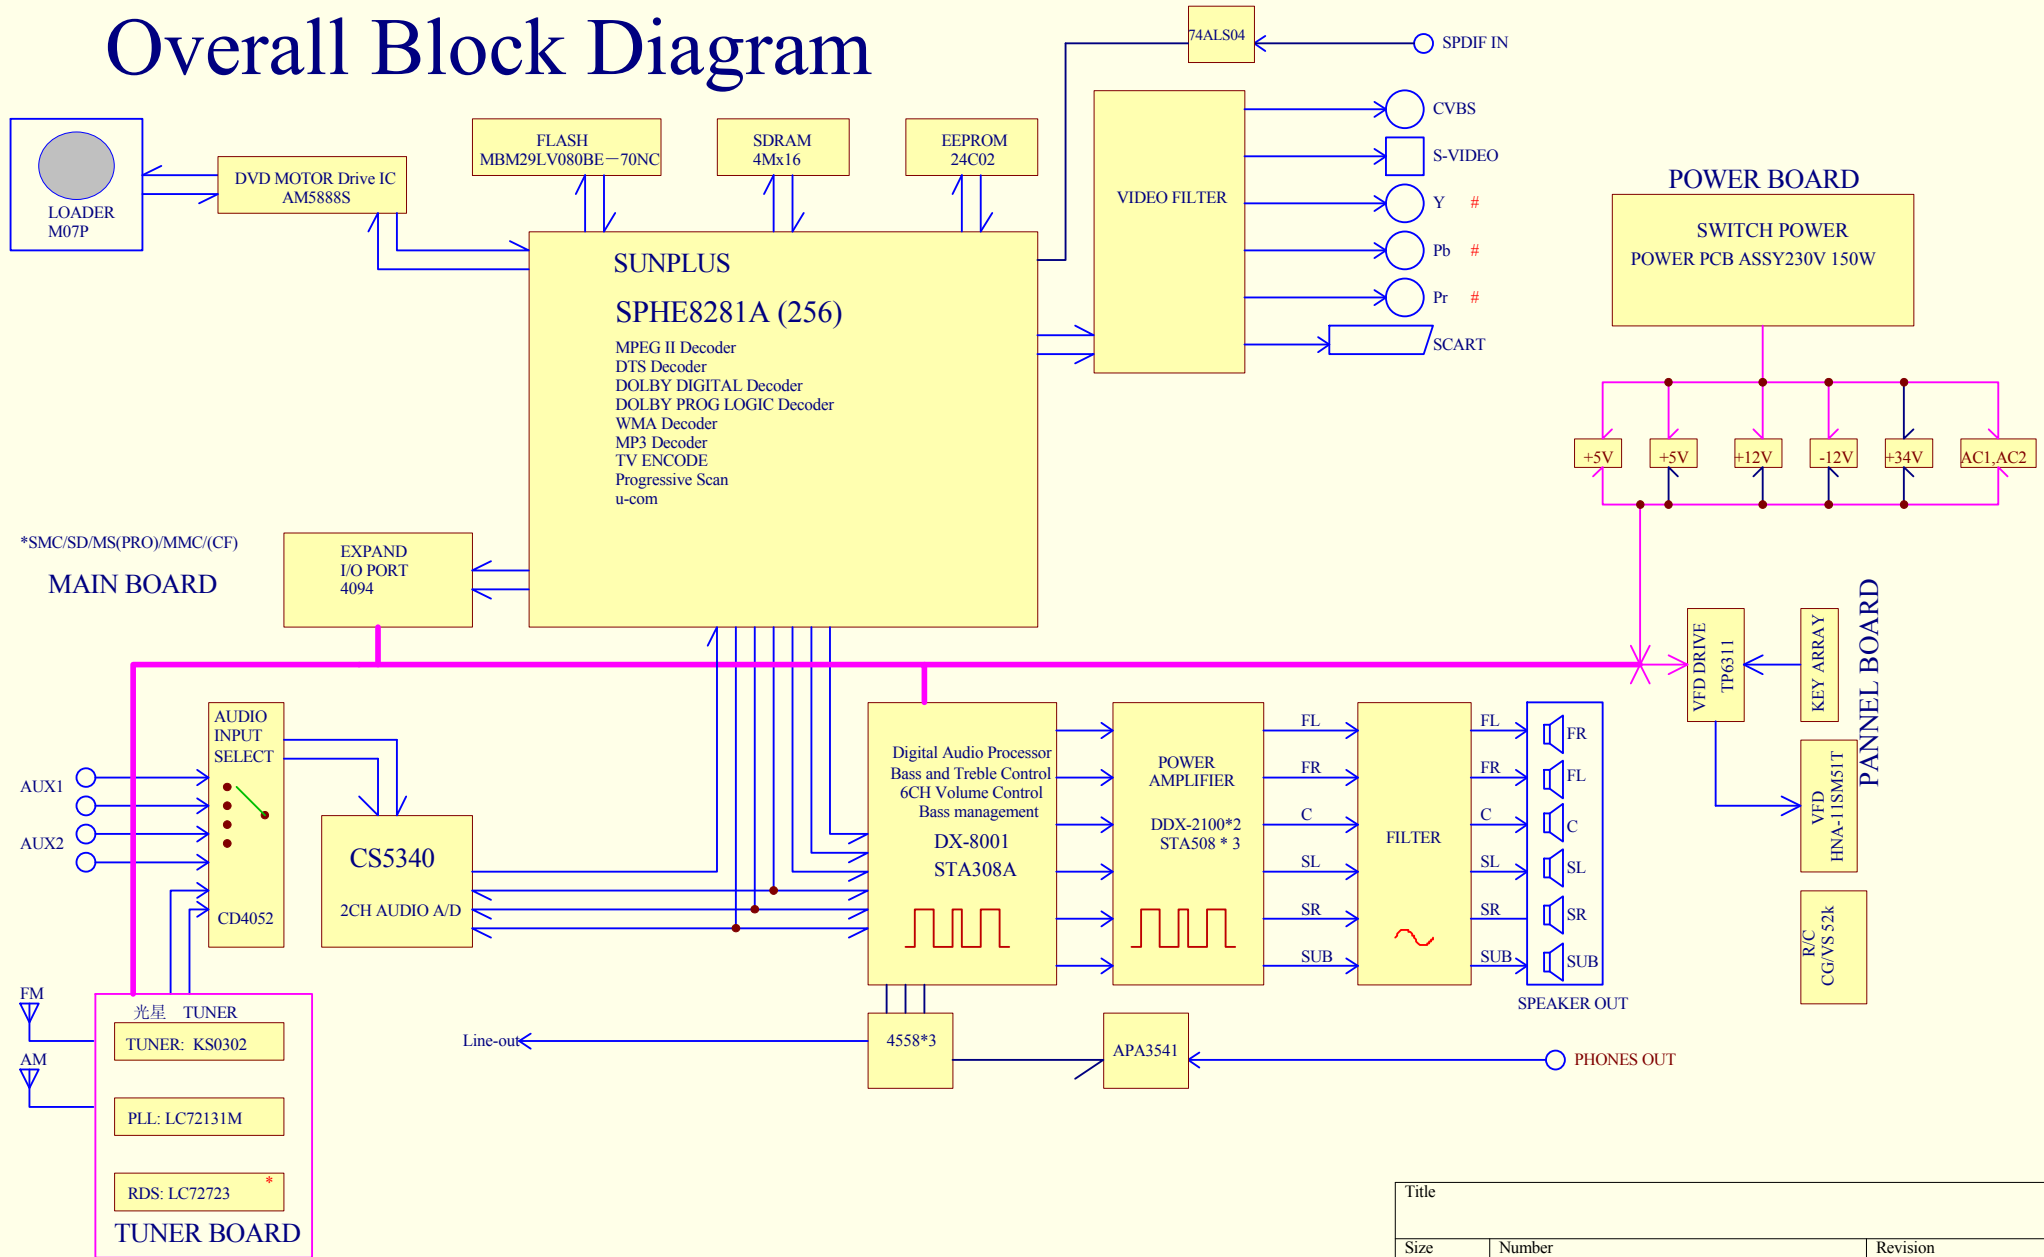 Overall Block Diagram
74ALS04
SPDIF IN
LOADER
M07P
DVD MOTOR Drive IC
AM5888S
FLASH
MBM29LV080BE－70NC
SDRAM
4Mx16
EEPROM
24C02
VIDEO FILTER
CVBS
S-VIDEO
Y #
Pb #
Pr #
SCART
POWER BOARD
SWITCH POWER
POWER PCB ASSY230V 150W
+5V
+5V
+12V
-12V
+34V
AC1,AC2
SUNPLUS
SPHE8281A (256)
MPEG II Decoder
DTS Decoder
DOLBY DIGITAL Decoder
DOLBY PROG LOGIC Decoder
WMA Decoder
MP3 Decoder
TV ENCODE
Progressive Scan
u-com
*SMC/SD/MS(PRO)/MMC/(CF)
MAIN BOARD
EXPAND
I/O PORT
4094
VFD DRIVE
TP6311
KEY ARRAY
PANNEL BOARD
VFD
HNA-11SM51T
R/C
CG/VS 52k
AUDIO
INPUT
SELECT
CD4052
AUX1
AUX2
CS5340
2CH AUDIO A/D
Digital Audio Processor
Bass and Treble Control
6CH Volume Control
Bass management
DX-8001
STA308A
POWER
AMPLIFIER
DDX-2100*2
STA508 * 3
FL
FR
C
SL
SR
SUB
FILTER
FL
FR
C
SL
SR
SUB
FR
FL
C
SL
SR
SUB
SPEAKER OUT
FM
AM
光星 TUNER
TUNER: KS0302
PLL: LC72131M
RDS: LC72723 *
TUNER BOARD
Line-out
4558*3
APA3541
PHONES OUT
Title
Size
Number
Revision